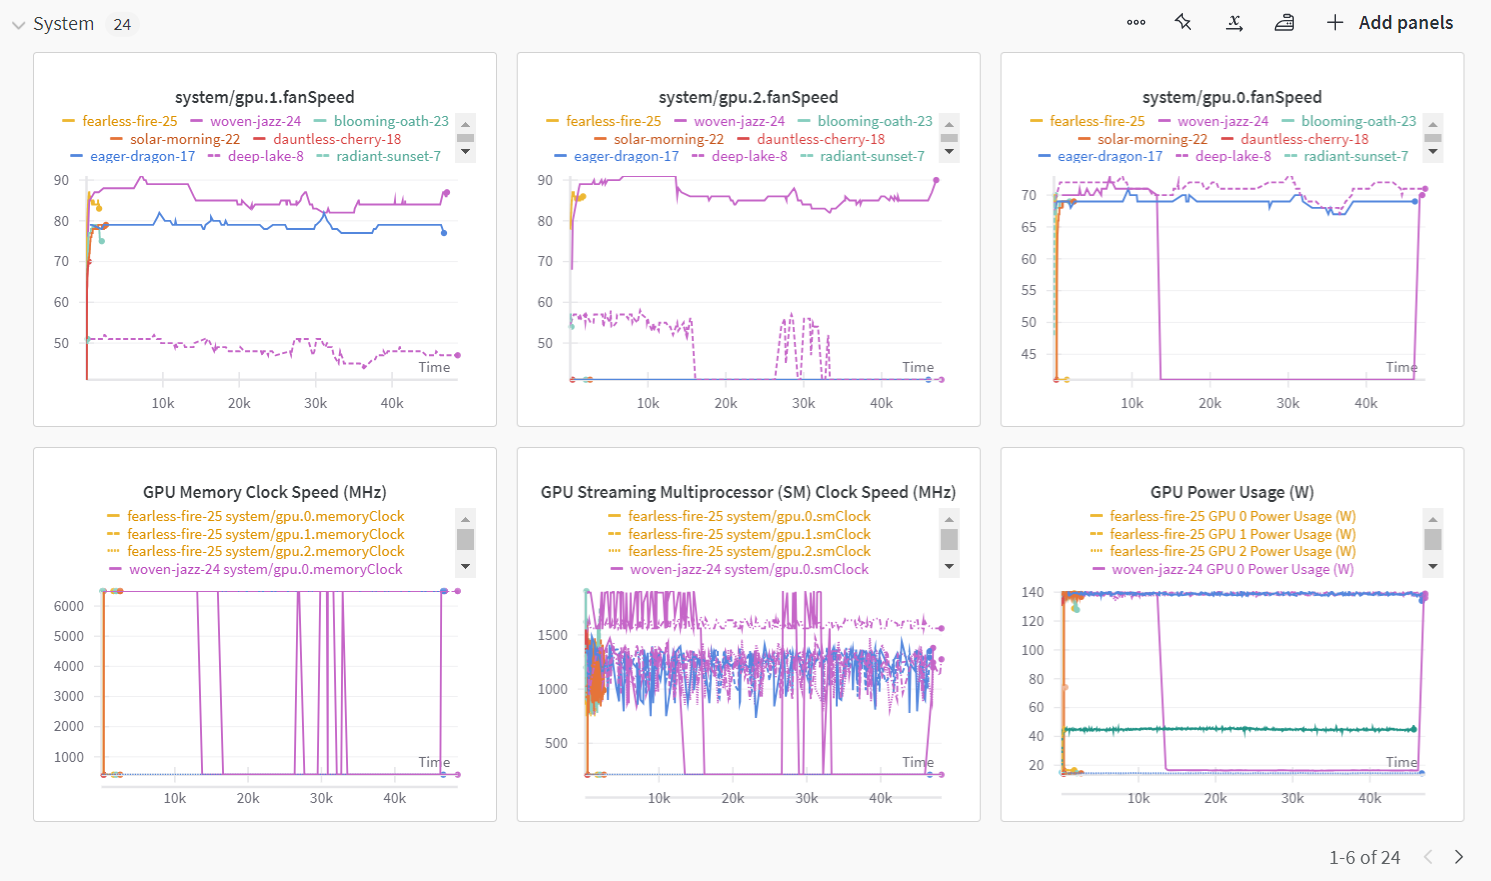 System 24
Add panels
system/gpu.1.fanSpeed
fearless-fire-25 woven-jazz-24 blooming-oath-23
solar-morning-22 dauntless-cherry-18
eager-dragon-17 deep-lake-8 radiant-sunset-7
90
80
70
60
50
Time
10k 20k 30k 40k
system/gpu.2.fanSpeed
fearless-fire-25 woven-jazz-24 blooming-oath-23
solar-morning-22 dauntless-cherry-18
eager-dragon-17 deep-lake-8 radiant-sunset-7
90
80
70
60
50
Time
10k 20k 30k 40k
system/gpu.0.fanSpeed
fearless-fire-25 woven-jazz-24 blooming-oath-23
solar-morning-22 dauntless-cherry-18
eager-dragon-17 deep-lake-8 radiant-sunset-7
70
65
60
55
50
45
Time
10k 20k 30k 40k
GPU Memory Clock Speed (MHz)
fearless-fire-25 system/gpu.0.memoryClock
fearless-fire-25 system/gpu.1.memoryClock
fearless-fire-25 system/gpu.2.memoryClock
woven-jazz-24 system/gpu.0.memoryClock
6000
5000
4000
3000
2000
1000
Time
10k 20k 30k 40k
GPU Streaming Multiprocessor (SM) Clock Speed (MHz)
fearless-fire-25 system/gpu.0.smClock
fearless-fire-25 system/gpu.1.smClock
fearless-fire-25 system/gpu.2.smClock
woven-jazz-24 system/gpu.0.smClock
1500
1000
500
Time
10k 20k 30k 40k
GPU Power Usage (W)
fearless-fire-25 GPU 0 Power Usage (W)
fearless-fire-25 GPU 1 Power Usage (W)
fearless-fire-25 GPU 2 Power Usage (W)
woven-jazz-24 GPU 0 Power Usage (W)
140
120
100
80
60
40
20
Time
10k 20k 30k 40k
1-6 of 24